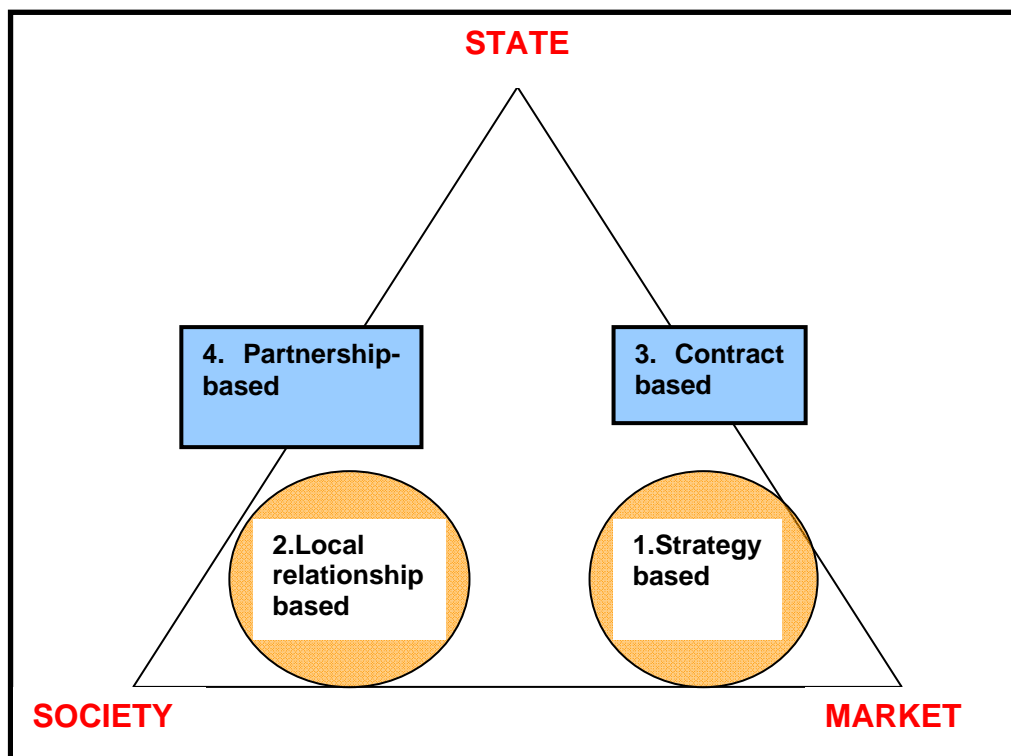 STATE
4. Partnership-
based
3. Contract
based
2.Local
relationship
based
1.Strategy
based
SOCIETY
MARKET